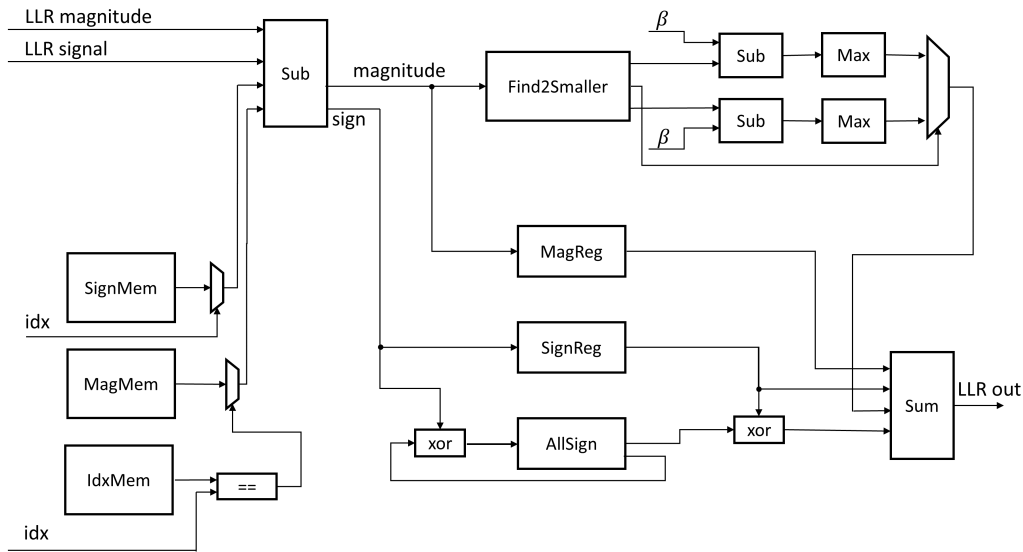 LLR magnitude
LLR signal
Sub
magnitude
sign
Find2Smaller
β
Sub
Max
Sub
Max
β
SignMem
idx
MagMem
IdxMem
==
idx
MagReg
SignReg
xor
AllSign
xor
Sum
LLR out